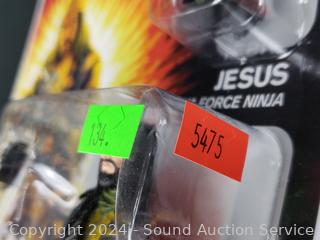 JESUS
FORCE NINJA
134.
5475
Copyright 2024 - Sound Auction Service